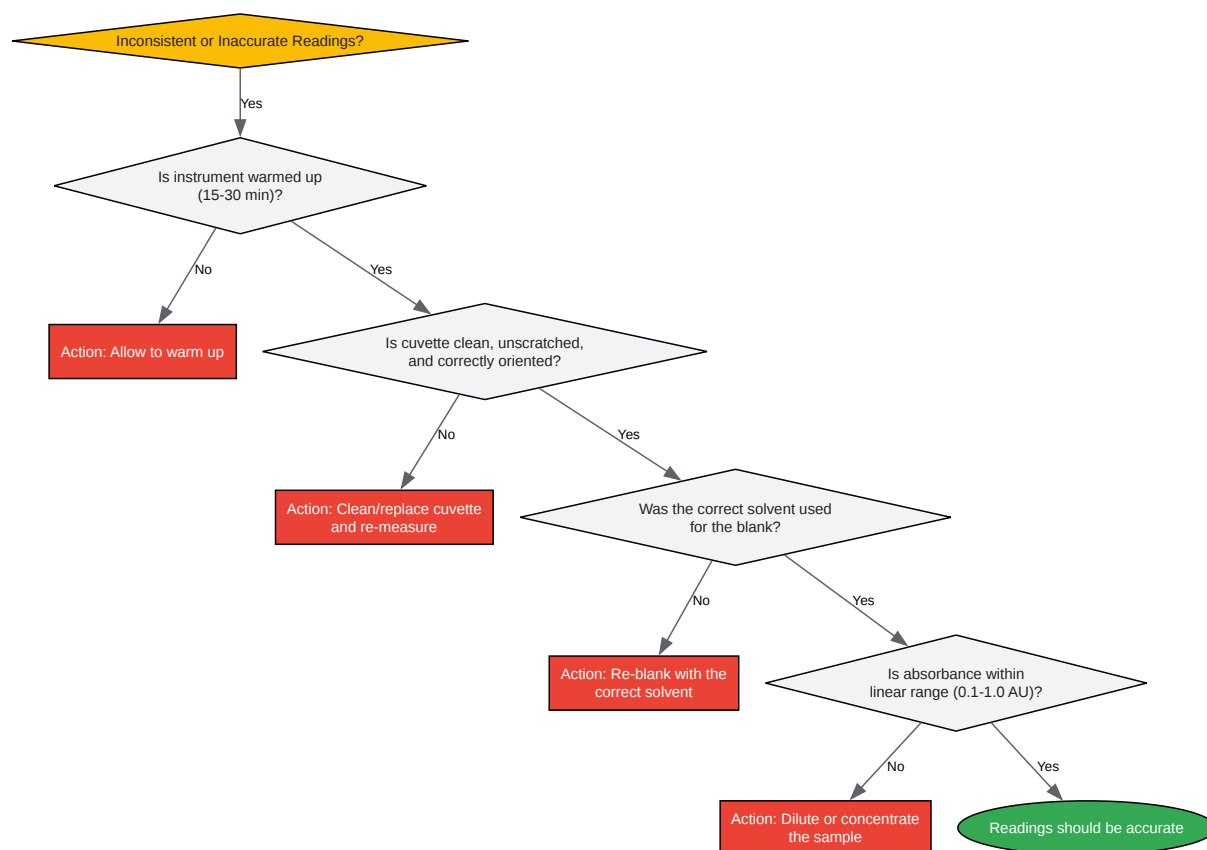 Inconsistent or Inaccurate Readings?
Yes
Is instrument warmed up
(15-30 min)?
No
Yes
Action: Allow to warm up
Is cuvette clean, unscratched,
and correctly oriented?
No
Yes
Action: Clean/replace cuvette
and re-measure
Was the correct solvent used
for the blank?
No
Yes
Action: Re-blank with the
correct solvent
Is absorbance within
linear range (0.1-1.0 AU)?
No
Yes
Action: Dilute or concentrate
the sample
Readings should be accurate